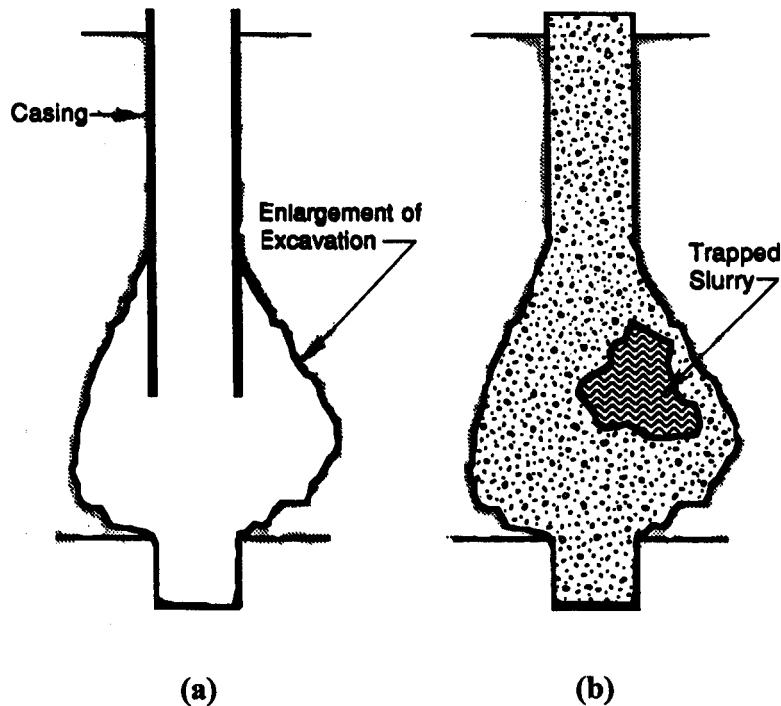 Casing
Enlargement of
Excavation
Trapped
Slurry
(a)
(b)